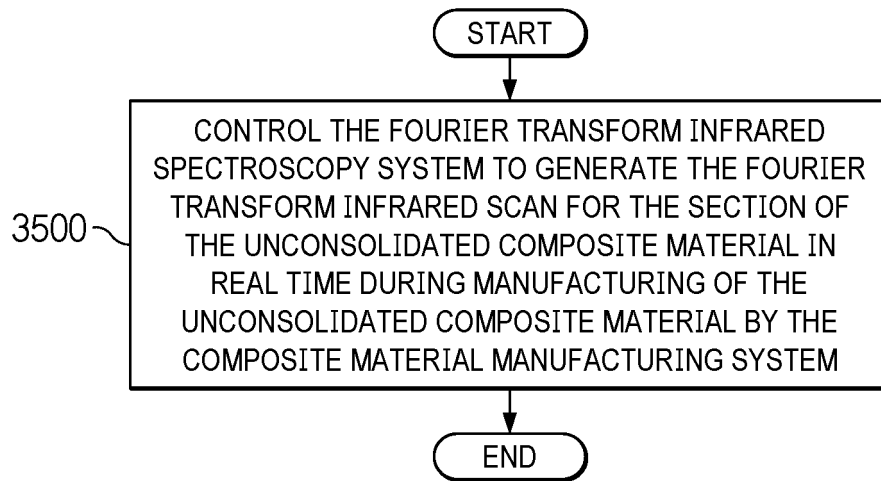 START
3500
CONTROL THE FOURIER TRANSFORM INFRARED
SPECTROSCOPY SYSTEM TO GENERATE THE FOURIER
TRANSFORM INFRARED SCAN FOR THE SECTION OF
THE UNCONSOLIDATED COMPOSITE MATERIAL IN
REAL TIME DURING MANUFACTURING OF THE
UNCONSOLIDATED COMPOSITE MATERIAL BY THE
COMPOSITE MATERIAL MANUFACTURING SYSTEM
END